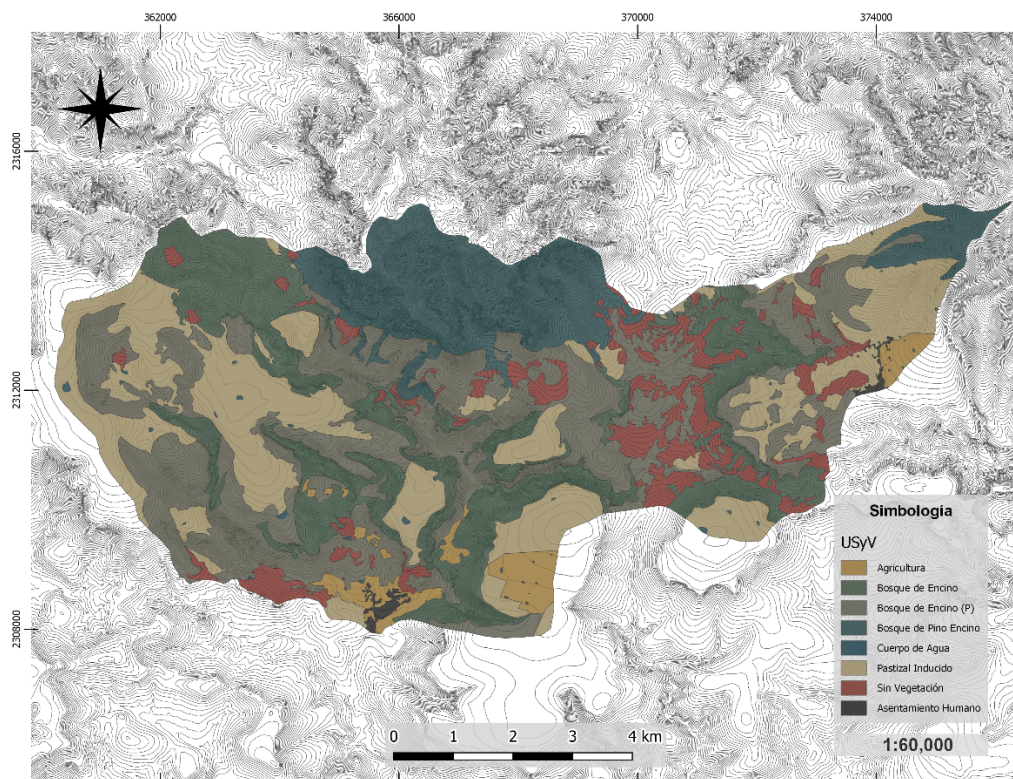 362000
366000
370000
374000
2316000
2312000
2308000
Simbología
USyV
Agricultura
Bosque de Encino
Bosque de Encino (P)
Bosque de Pino Encino
Cuerpo de Agua
Pastizal Inducido
Sin Vegetación
Asentamiento Humano
1:60,000
0 1 2 3 4 km